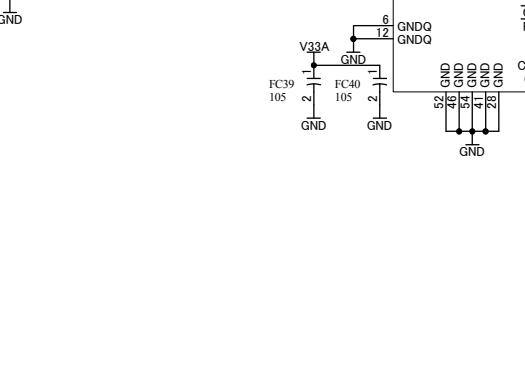 GND
6 GNDQ
12 GNDQ
V33A
GND
1 1
FC39 FC40
105 105
2 2
GND GND
GND GND GND GND GND
52 46 54 41 28
GND